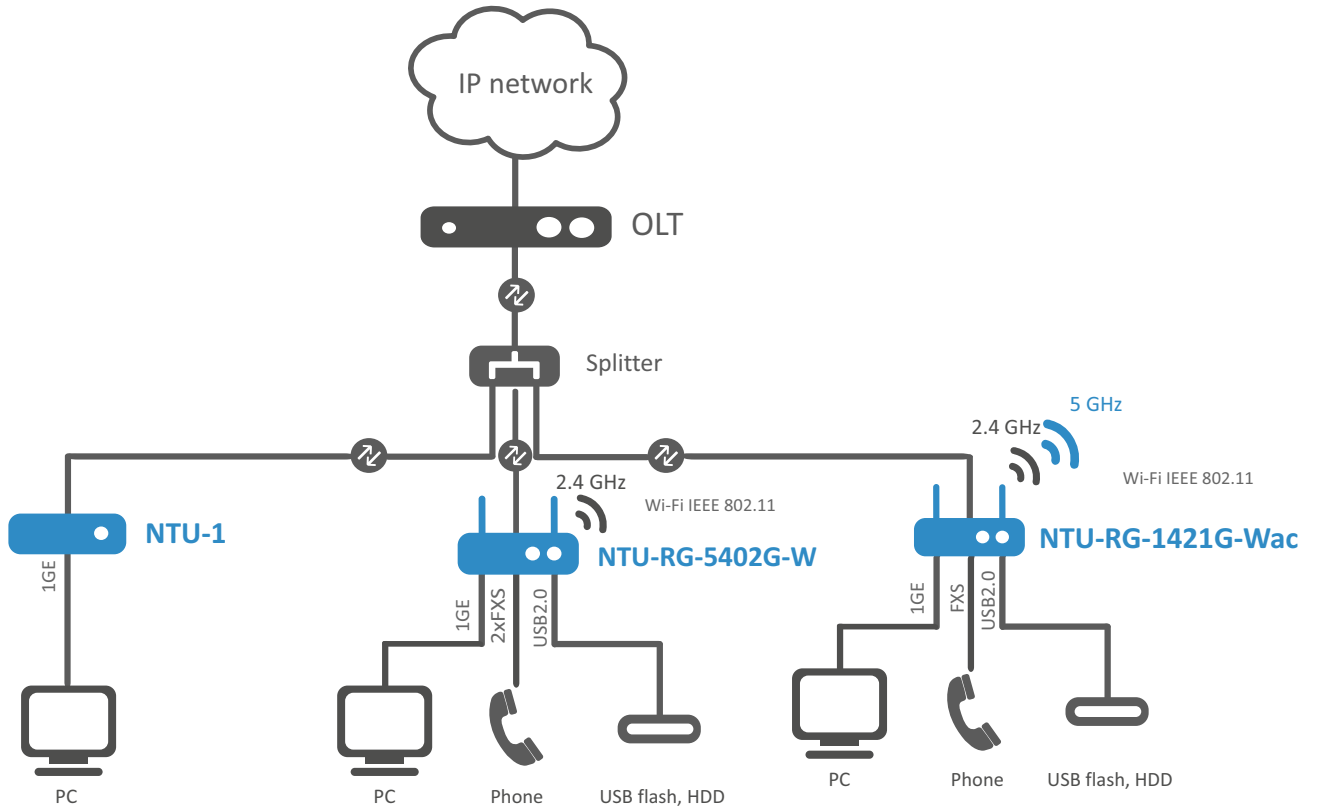 IP network
OLT
Splitter
5 GHz
2.4 GHz
Wi-Fi IEEE 802.11
2.4 GHz
Wi-Fi IEEE 802.11
NTU-1
NTU-RG-5402G-W
NTU-RG-1421G-Wac
1GE
1GE
2xFXS
USB2.0
1GE
FXS
USB2.0
PC
PC
Phone
USB flash, HDD
PC
Phone
USB flash, HDD